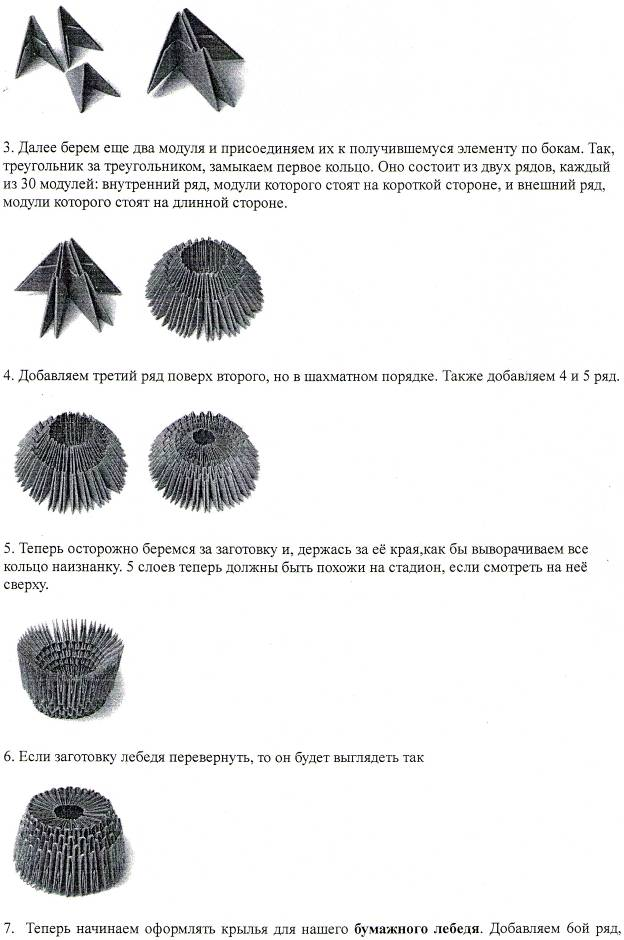 3. Далее берем еще два модуля и присоединяем их к получившемуся элементу по бокам. Так,
треугольник за треугольником, замыкаем первое кольцо. Оно состоит из двух рядов, каждый
из 30 модулей: внутренний ряд, модули которого стоят на короткой стороне, и внешний ряд,
модули которого стоят на длинной стороне.
4. Добавляем третий ряд поверх второго, но в шахматном порядке. Также добавляем 4 и 5 ряд.
5. Теперь осторожно беремся за заготовку и, держась за её края,как бы выворачиваем все
кольцо наизнанку. 5 слоев теперь должны быть похожи на стадион, если смотреть на неё
сверху.
6. Если заготовку лебедя перевернуть, то он будет выглядеть так
7. Теперь начинаем оформлять крылья для нашего бумажного лебедя. Добавляем 6ой ряд,